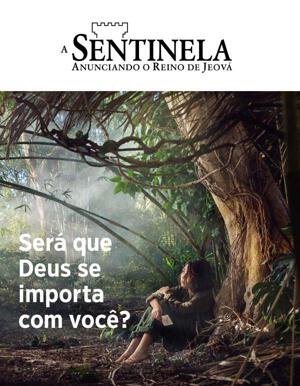 A SENTINELA
ANUNCIANDO O REINO DE JEOVÁ
Será que
Deus se
importa
com você?